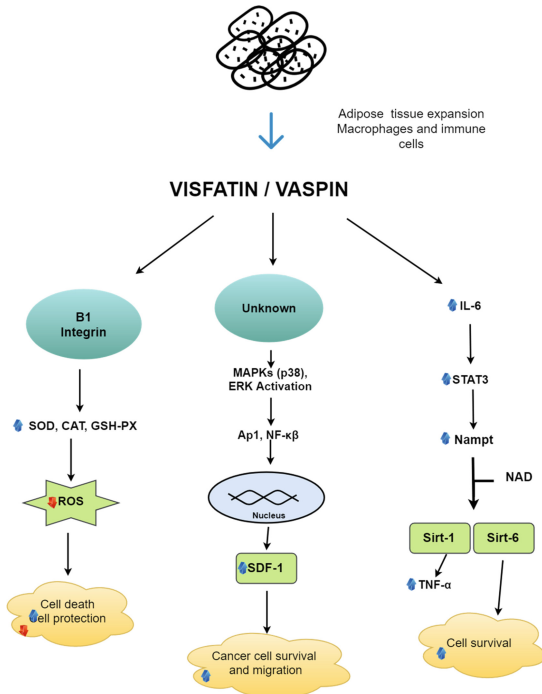 Adipose tissue expansion
Macrophages and immune
cells
VISFATIN / VASPIN
B1
Integrin
SOD, CAT, GSH-PX
ROS
Cell death
Cell protection
Unknown
MAPKs (p38),
ERK Activation
Ap1, NF-κβ
Nucleus
SDF-1
Cancer cell survival
and migration
IL-6
STAT3
Nampt
NAD
Sirt-1
Sirt-6
TNF-α
Cell survival